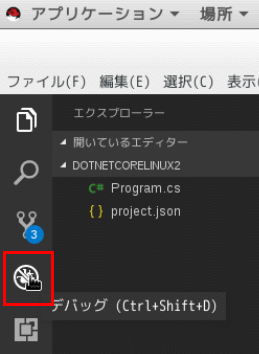 アプリケーション 場所
ファイル(F) 編集(E) 選択(C) 表示(
エクスプローラー
開いているエディター
DOTNETCORELINUX2
C# Program.cs
{ } project.json
3
デバッグ (Ctrl+Shift+D)